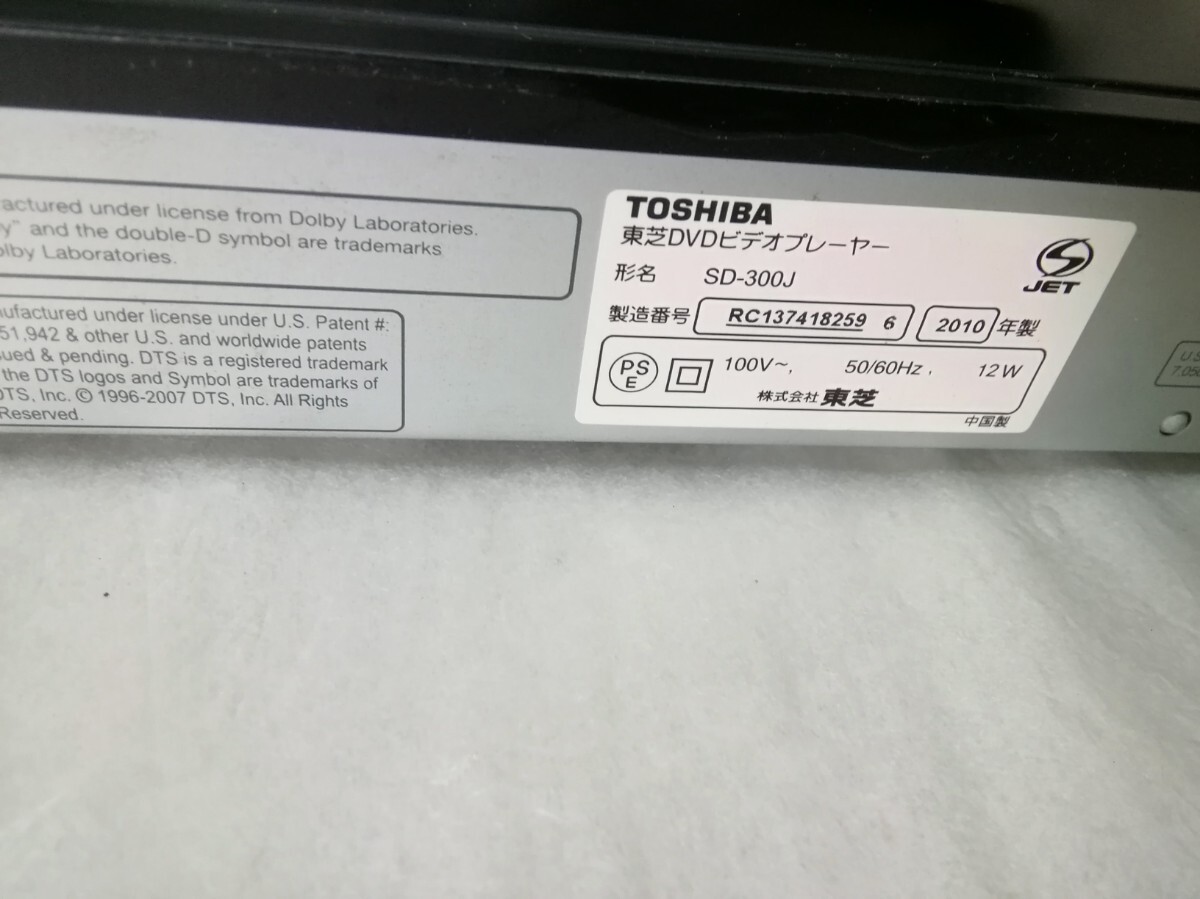 actured under license from Dolby Laboratories.
y" and the double-D symbol are trademarks
olby Laboratories.
ufactured under license under U.S. Patent #:
51,942 & other U.S. and worldwide patents
sued & pending. DTS is a registered trademark
the DTS logos and Symbol are trademarks of
DTS, Inc. © 1996-2007 DTS, Inc. All Rights
Reserved.
TOSHIBA
東芝DVDビデオプレーヤー
形名 SD-300J
JET
製造番号 RC137418259 6 2010 年製
PSE 100V~, 50/60Hz, 12W
株式会社 東芝
中国製